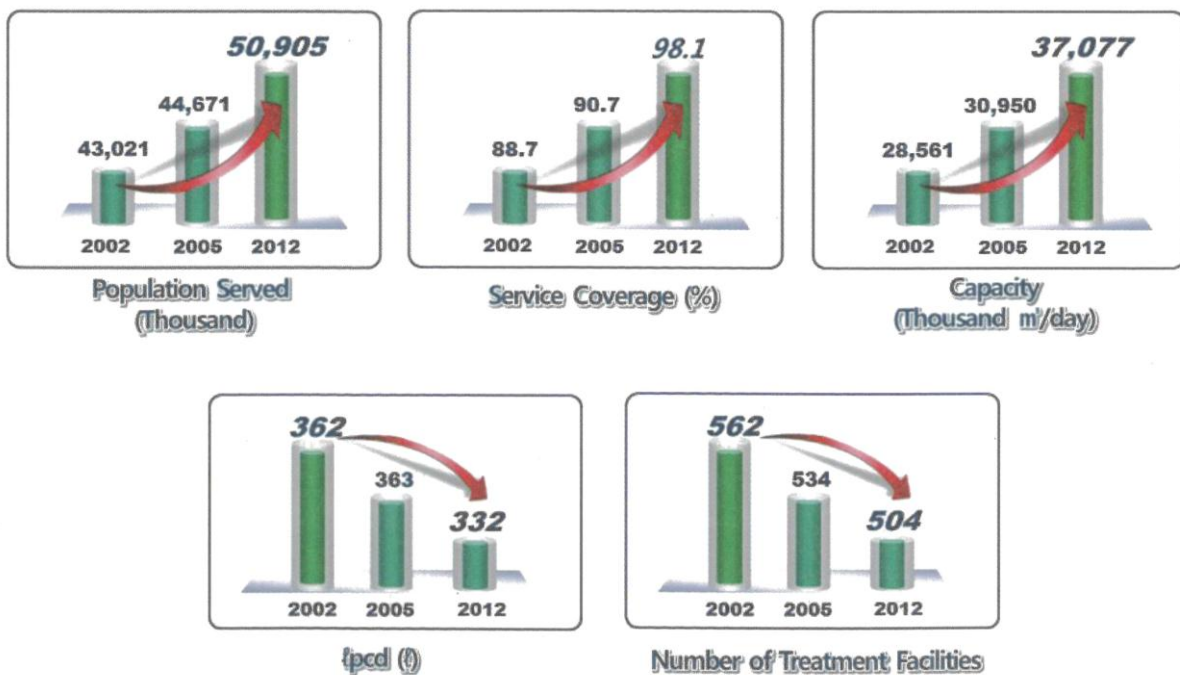 50,905
44,671
43,021
2002 2005 2012
Population Served
(Thousand)
98.1
90.7
88.7
2002 2005 2012
Service Coverage (%)
37,077
30,950
28,561
2002 2005 2012
Capacity
(Thousand ㎥/day)
362
363
332
2002 2005 2012
ℓpcd (ℓ)
562
534
504
2002 2005 2012
Number of Treatment Facilities